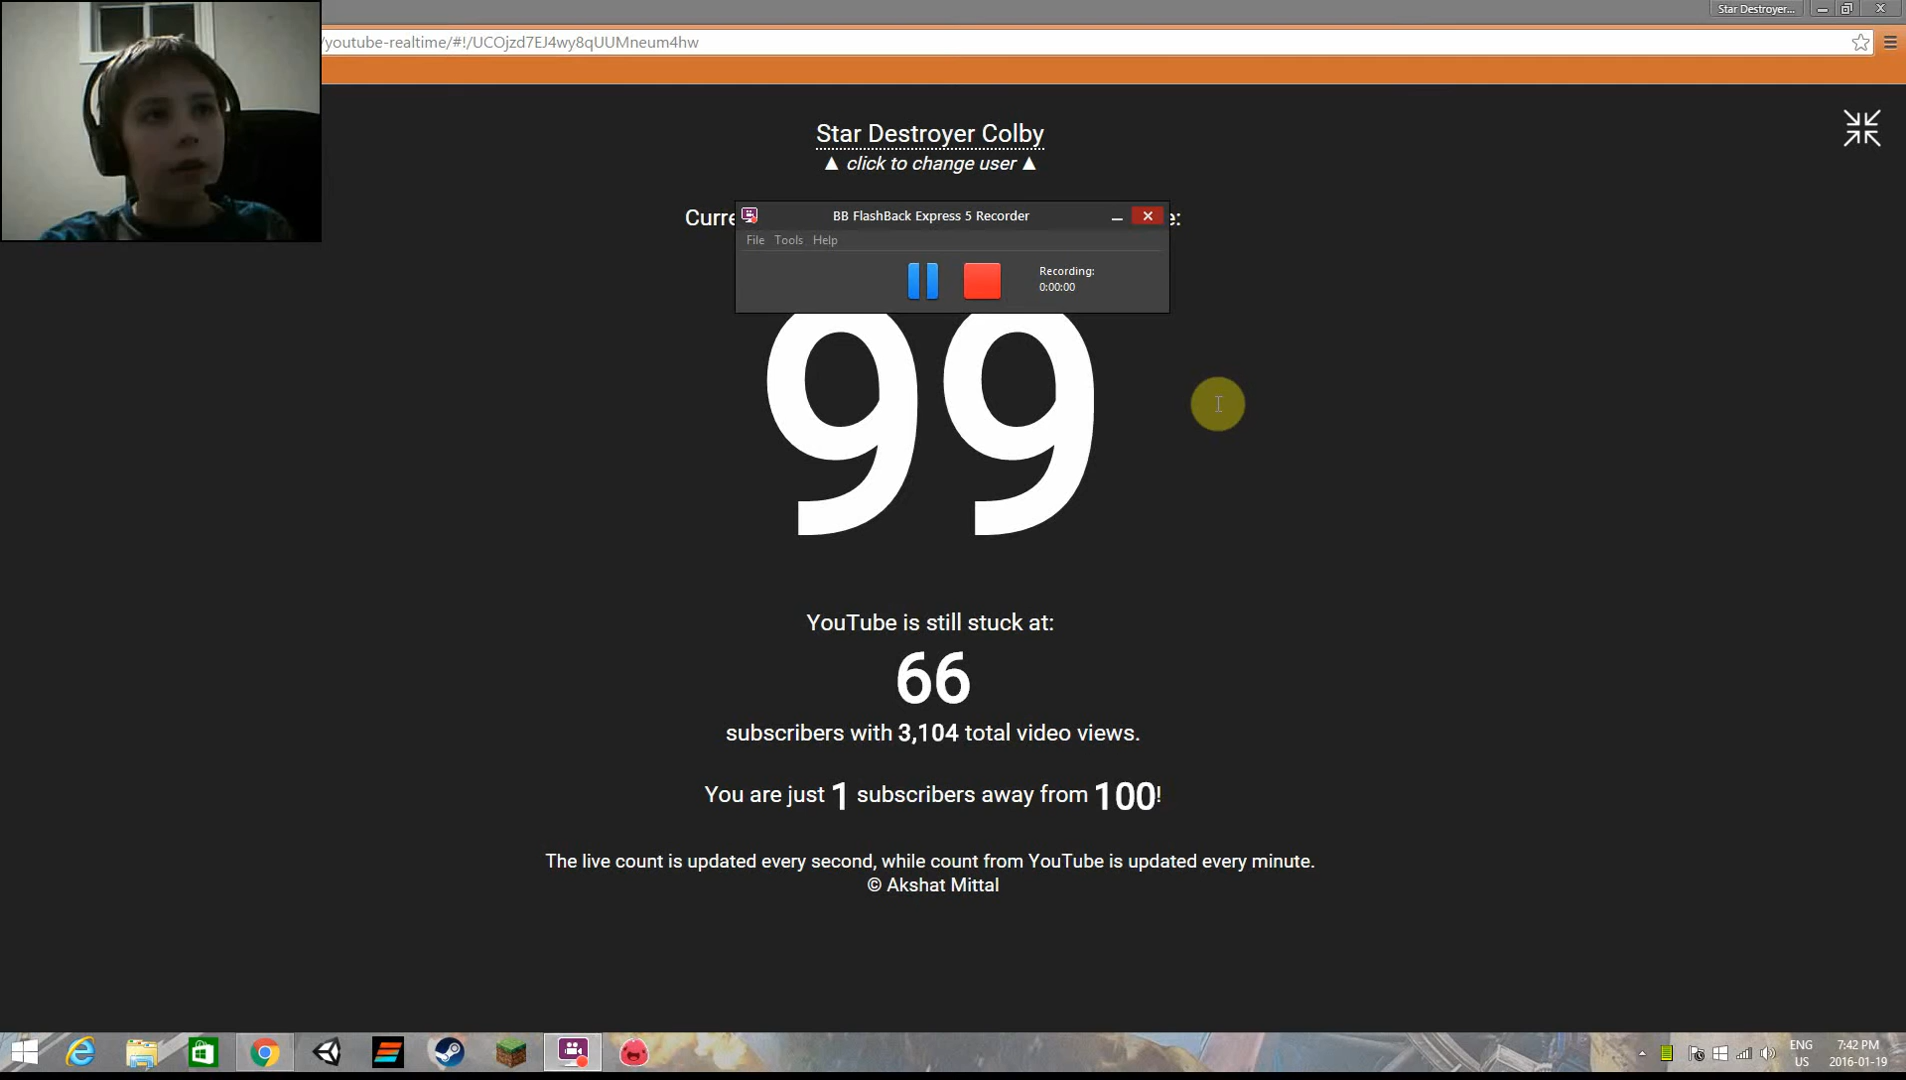 Star Destroyer...
/youtube-realtime/#!/UCOjzd7EJ4wy8qUUMneum4hw
Star Destroyer Colby
▲ click to change user ▲
BB FlashBack Express 5 Recorder
File Tools Help
Recording:
0:00:00
99
YouTube is still stuck at:
66
subscribers with 3,104 total video views.
You are just 1 subscribers away from 100!
The live count is updated every second, while count from YouTube is updated every minute.
© Akshat Mittal
ENG
US
7:42 PM
2016-01-19